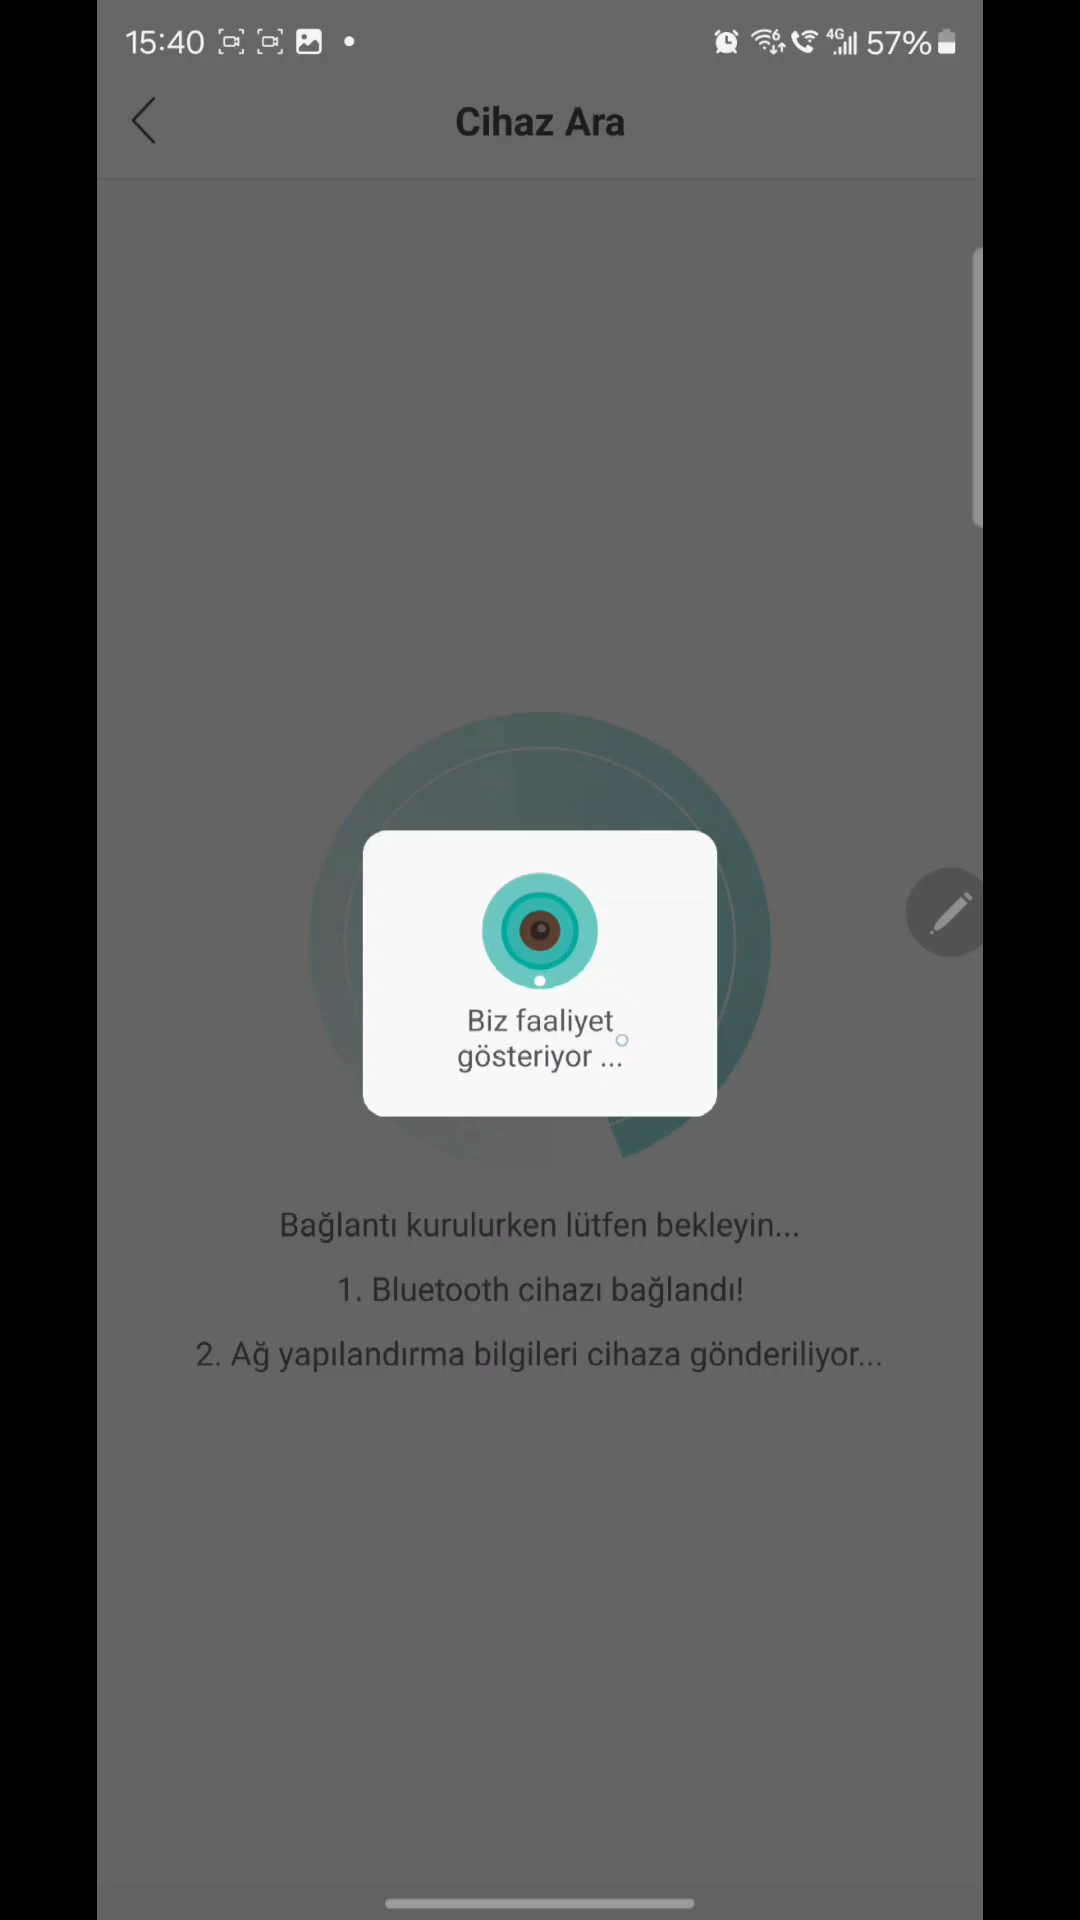 15:40
4G 57%
Cihaz Ara
Biz faaliyet
gösteriyor ...
Bağlantı kurulurken lütfen bekleyin...
1. Bluetooth cihazı bağlandı!
2. Ağ yapılandırma bilgileri cihaza gönderiliyor...